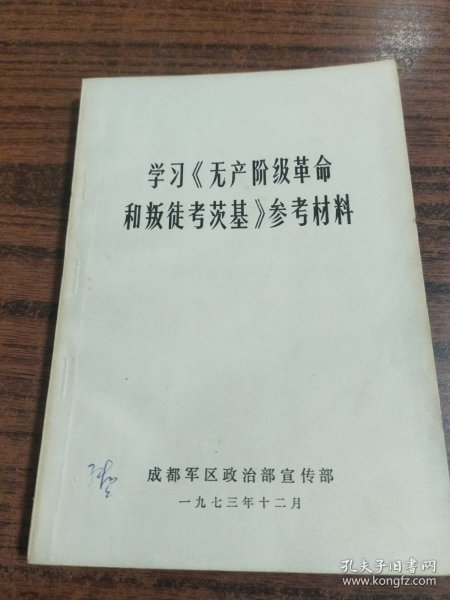 学习《无产阶级革命
和叛徒考茨基》参考材料
成都军区政治部宣传部
一九七三年十二月
孔夫子旧书网
www.kongfz.com